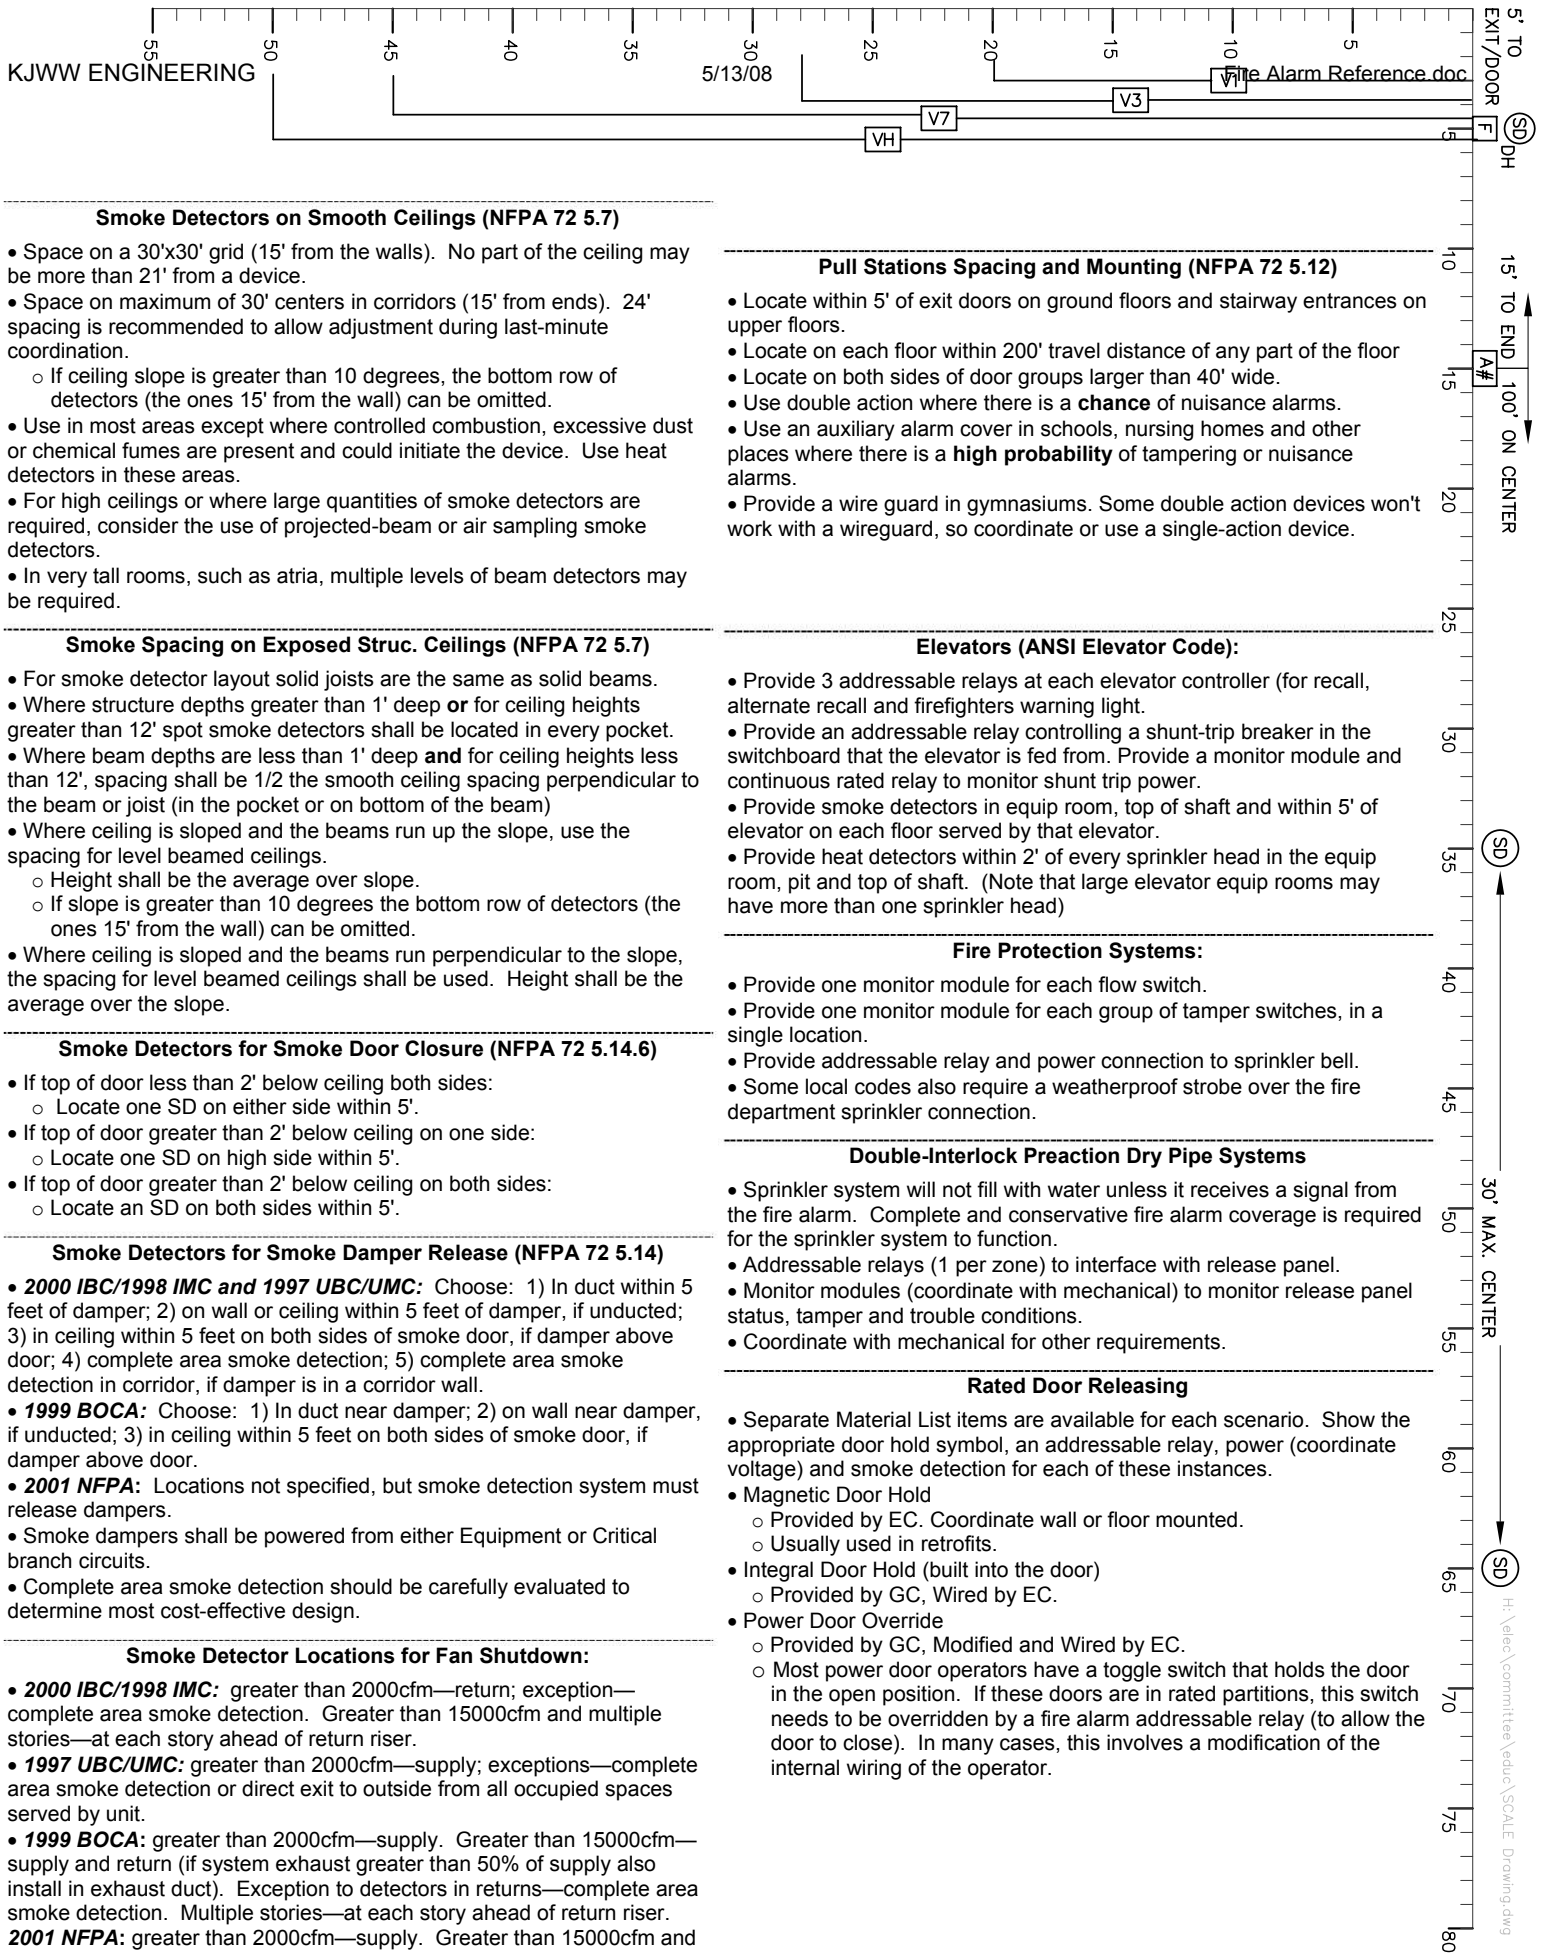 55
50
45
40
35
30
25
20
15
10
5
5' TO
EXIT/DOOR
KJWW ENGINEERING
5/13/08
Fire Alarm Reference.doc
V1
V3
V7
VH
F
SD
DH
5
10
15
20
25
30
35
40
45
50
55
60
65
70
75
80
15' TO END
100' ON CENTER
A#
SD
30' MAX. CENTER
SD
H:\elec\committee\educ\SCALE Drawing.dwg
Smoke Detectors on Smooth Ceilings (NFPA 72 5.7)
• Space on a 30'x30' grid (15' from the walls). No part of the ceiling may
be more than 21' from a device.
• Space on maximum of 30' centers in corridors (15' from ends). 24'
spacing is recommended to allow adjustment during last-minute
coordination.
o If ceiling slope is greater than 10 degrees, the bottom row of
detectors (the ones 15' from the wall) can be omitted.
• Use in most areas except where controlled combustion, excessive dust
or chemical fumes are present and could initiate the device. Use heat
detectors in these areas.
• For high ceilings or where large quantities of smoke detectors are
required, consider the use of projected-beam or air sampling smoke
detectors.
• In very tall rooms, such as atria, multiple levels of beam detectors may
be required.
Smoke Spacing on Exposed Struc. Ceilings (NFPA 72 5.7)
• For smoke detector layout solid joists are the same as solid beams.
• Where structure depths greater than 1' deep or for ceiling heights
greater than 12' spot smoke detectors shall be located in every pocket.
• Where beam depths are less than 1' deep and for ceiling heights less
than 12', spacing shall be 1/2 the smooth ceiling spacing perpendicular to
the beam or joist (in the pocket or on bottom of the beam)
• Where ceiling is sloped and the beams run up the slope, use the
spacing for level beamed ceilings.
o Height shall be the average over slope.
o If slope is greater than 10 degrees the bottom row of detectors (the
ones 15' from the wall) can be omitted.
• Where ceiling is sloped and the beams run perpendicular to the slope,
the spacing for level beamed ceilings shall be used. Height shall be the
average over the slope.
Smoke Detectors for Smoke Door Closure (NFPA 72 5.14.6)
• If top of door less than 2' below ceiling both sides:
o Locate one SD on either side within 5'.
• If top of door greater than 2' below ceiling on one side:
o Locate one SD on high side within 5'.
• If top of door greater than 2' below ceiling on both sides:
o Locate an SD on both sides within 5'.
Smoke Detectors for Smoke Damper Release (NFPA 72 5.14)
• 2000 IBC/1998 IMC and 1997 UBC/UMC: Choose: 1) In duct within 5
feet of damper; 2) on wall or ceiling within 5 feet of damper, if unducted;
3) in ceiling within 5 feet on both sides of smoke door, if damper above
door; 4) complete area smoke detection; 5) complete area smoke
detection in corridor, if damper is in a corridor wall.
• 1999 BOCA: Choose: 1) In duct near damper; 2) on wall near damper,
if unducted; 3) in ceiling within 5 feet on both sides of smoke door, if
damper above door.
• 2001 NFPA: Locations not specified, but smoke detection system must
release dampers.
• Smoke dampers shall be powered from either Equipment or Critical
branch circuits.
• Complete area smoke detection should be carefully evaluated to
determine most cost-effective design.
Smoke Detector Locations for Fan Shutdown:
• 2000 IBC/1998 IMC: greater than 2000cfm—return; exception—
complete area smoke detection. Greater than 15000cfm and multiple
stories—at each story ahead of return riser.
• 1997 UBC/UMC: greater than 2000cfm—supply; exceptions—complete
area smoke detection or direct exit to outside from all occupied spaces
served by unit.
• 1999 BOCA: greater than 2000cfm—supply. Greater than 15000cfm—
supply and return (if system exhaust greater than 50% of supply also
install in exhaust duct). Exception to detectors in returns—complete area
smoke detection. Multiple stories—at each story ahead of return riser.
2001 NFPA: greater than 2000cfm—supply. Greater than 15000cfm and
Pull Stations Spacing and Mounting (NFPA 72 5.12)
• Locate within 5' of exit doors on ground floors and stairway entrances on
upper floors.
• Locate on each floor within 200' travel distance of any part of the floor
• Locate on both sides of door groups larger than 40' wide.
• Use double action where there is a chance of nuisance alarms.
• Use an auxiliary alarm cover in schools, nursing homes and other
places where there is a high probability of tampering or nuisance
alarms.
• Provide a wire guard in gymnasiums. Some double action devices won't
work with a wireguard, so coordinate or use a single-action device.
Elevators (ANSI Elevator Code):
• Provide 3 addressable relays at each elevator controller (for recall,
alternate recall and firefighters warning light.
• Provide an addressable relay controlling a shunt-trip breaker in the
switchboard that the elevator is fed from. Provide a monitor module and
continuous rated relay to monitor shunt trip power.
• Provide smoke detectors in equip room, top of shaft and within 5' of
elevator on each floor served by that elevator.
• Provide heat detectors within 2' of every sprinkler head in the equip
room, pit and top of shaft. (Note that large elevator equip rooms may
have more than one sprinkler head)
Fire Protection Systems:
• Provide one monitor module for each flow switch.
• Provide one monitor module for each group of tamper switches, in a
single location.
• Provide addressable relay and power connection to sprinkler bell.
• Some local codes also require a weatherproof strobe over the fire
department sprinkler connection.
Double-Interlock Preaction Dry Pipe Systems
• Sprinkler system will not fill with water unless it receives a signal from
the fire alarm. Complete and conservative fire alarm coverage is required
for the sprinkler system to function.
• Addressable relays (1 per zone) to interface with release panel.
• Monitor modules (coordinate with mechanical) to monitor release panel
status, tamper and trouble conditions.
• Coordinate with mechanical for other requirements.
Rated Door Releasing
• Separate Material List items are available for each scenario. Show the
appropriate door hold symbol, an addressable relay, power (coordinate
voltage) and smoke detection for each of these instances.
• Magnetic Door Hold
o Provided by EC. Coordinate wall or floor mounted.
o Usually used in retrofits.
• Integral Door Hold (built into the door)
o Provided by GC, Wired by EC.
• Power Door Override
o Provided by GC, Modified and Wired by EC.
o Most power door operators have a toggle switch that holds the door
in the open position. If these doors are in rated partitions, this switch
needs to be overridden by a fire alarm addressable relay (to allow the
door to close). In many cases, this involves a modification of the
internal wiring of the operator.